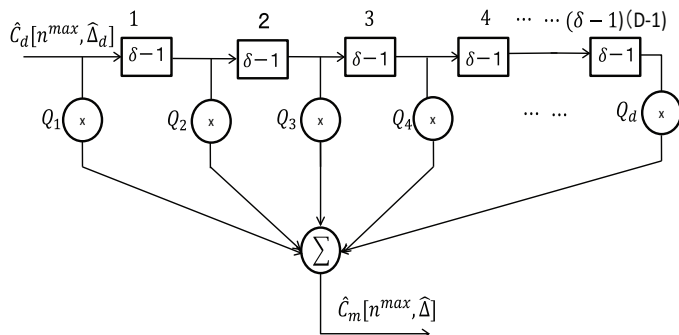 1 2 3 4 ⋯ ⋯ (δ − 1)(D-1)
Ĉ_d[n^{max}, Δ̂_d]
δ−1 δ−1 δ−1 δ−1 δ−1
Q_1 x Q_2 x Q_3 x Q_4 x ⋯ ⋯ Q_d x
∑
Ĉ_m[n^{max}, Δ̂]